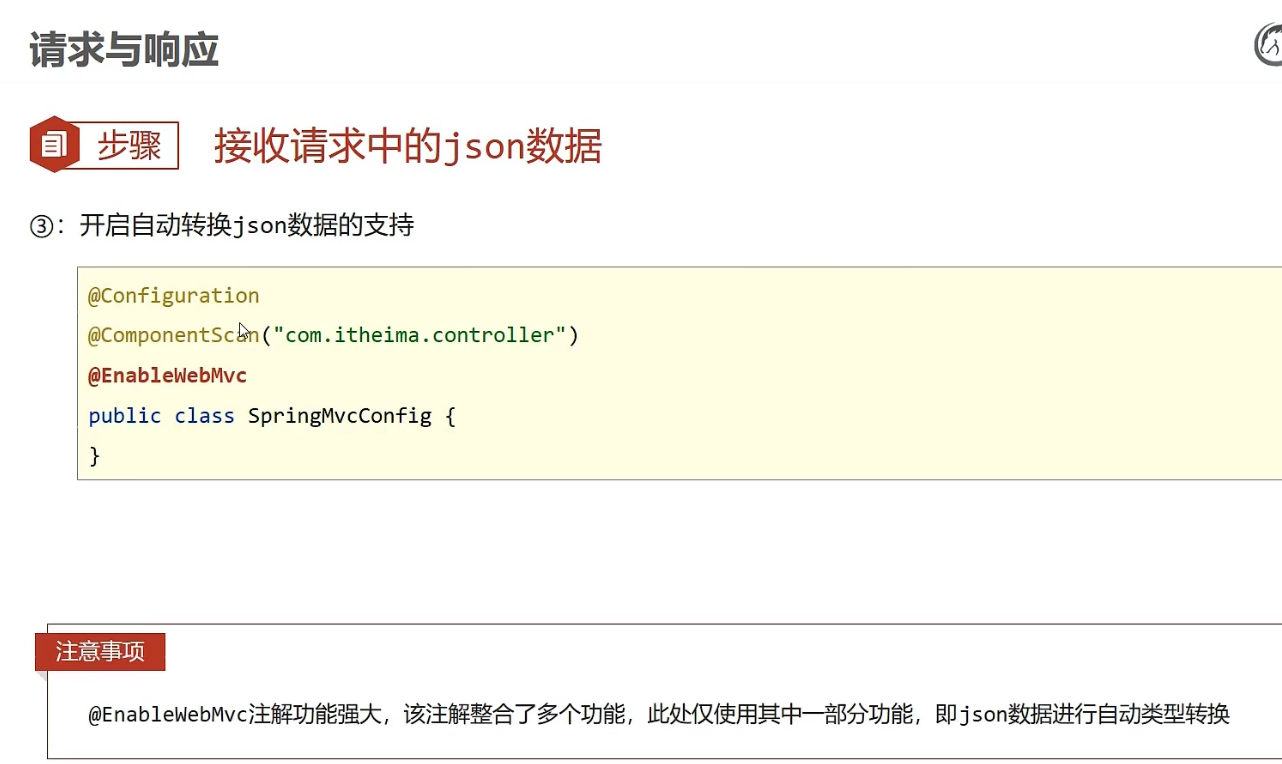 请求与响应
步骤 接收请求中的json数据
③：开启自动转换json数据的支持
@Configuration
@ComponentScan("com.itheima.controller")
@EnableWebMvc
public class SpringMvcConfig {
}
注意事项
@EnableWebMvc注解功能强大，该注解整合了多个功能，此处仅使用其中一部分功能，即json数据进行自动类型转换